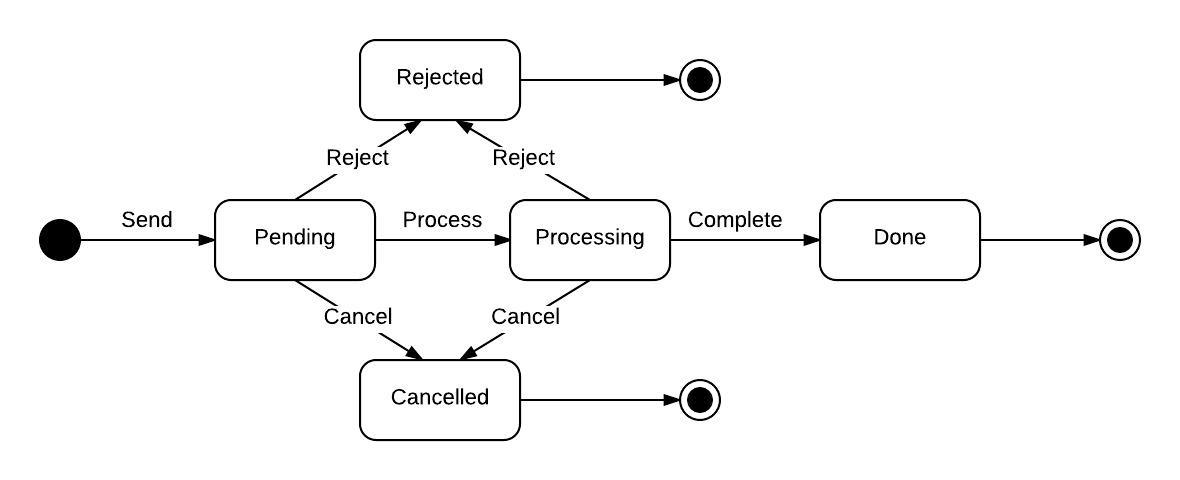 Rejected
Reject
Reject
Send
Pending
Process
Processing
Complete
Done
Cancel
Cancel
Cancelled